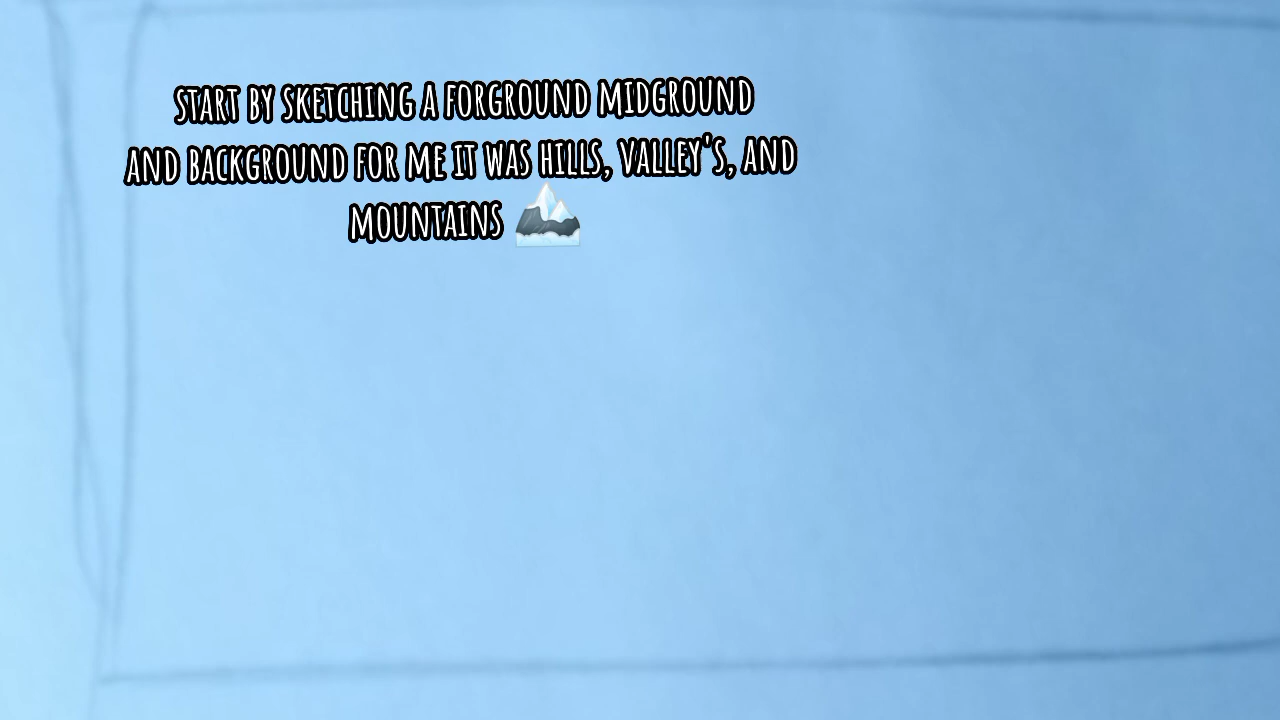 START BY SKETCHING A FORGROUND MIDGROUND
AND BACKGROUND FOR ME IT WAS HILLS, VALLEY'S, AND
MOUNTAINS 🏔️